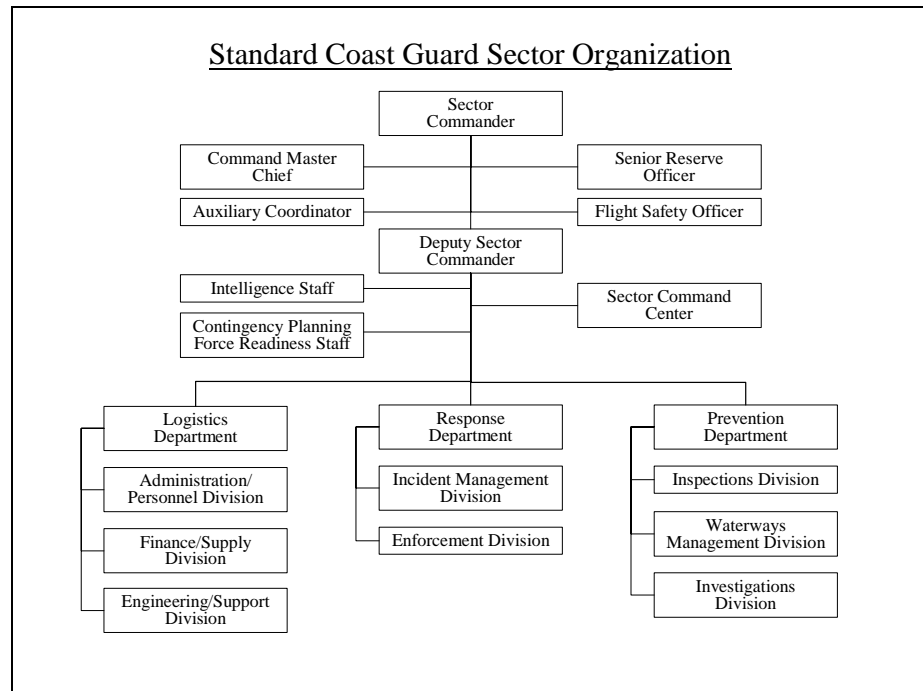 Standard Coast Guard Sector Organization
Sector
Commander
Command Master
Chief
Senior Reserve
Officer
Auxiliary Coordinator
Flight Safety Officer
Deputy Sector
Commander
Intelligence Staff
Sector Command
Center
Contingency Planning
Force Readiness Staff
Logistics
Department
Response
Department
Prevention
Department
Administration/
Personnel Division
Incident Management
Division
Inspections Division
Finance/Supply
Division
Enforcement Division
Waterways
Management Division
Engineering/Support
Division
Investigations
Division